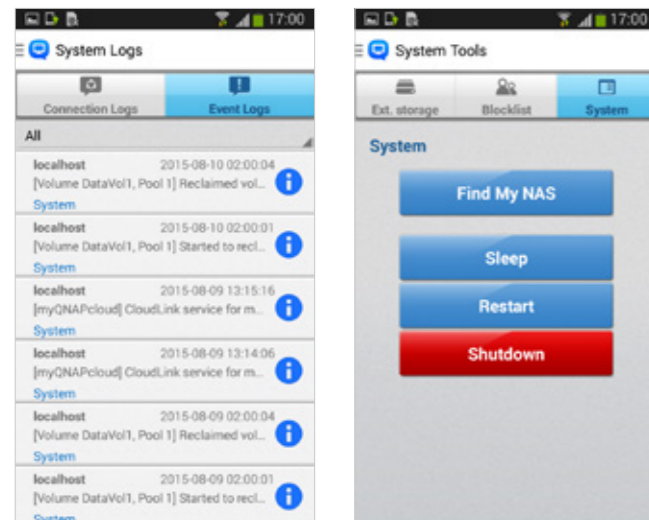 17:00
System Logs
Connection Logs
Event Logs
All
localhost 2015-08-10 02:00:04
[Volume DataVol1, Pool 1] Reclaimed vol...
System
localhost 2015-08-10 02:00:01
[Volume DataVol1, Pool 1] Started to recl...
System
localhost 2015-08-09 13:15:16
[myQNAPcloud] CloudLink service for m...
System
localhost 2015-08-09 13:14:06
[myQNAPcloud] CloudLink service for m...
System
localhost 2015-08-09 02:00:04
[Volume DataVol1, Pool 1] Reclaimed vol...
System
localhost 2015-08-09 02:00:01
[Volume DataVol1, Pool 1] Started to recl...
System
17:00
System Tools
Ext. storage
Blocklist
System
System
Find My NAS
Sleep
Restart
Shutdown